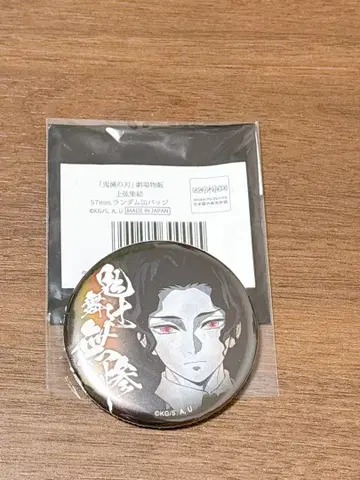 「鬼滅の刃」劇場物販
上弦集結
57mmランダム缶バッジ
©KG/S, A, U MADE IN JAPAN
鬼舞辻
無惨
©KG/S, A, U